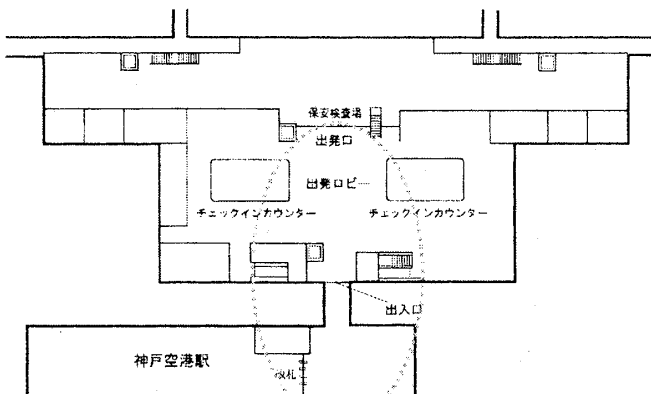 保安検査場
出発口
出発ロビー
チェックインカウンター
チェックインカウンター
出入口
神戸空港駅
改札